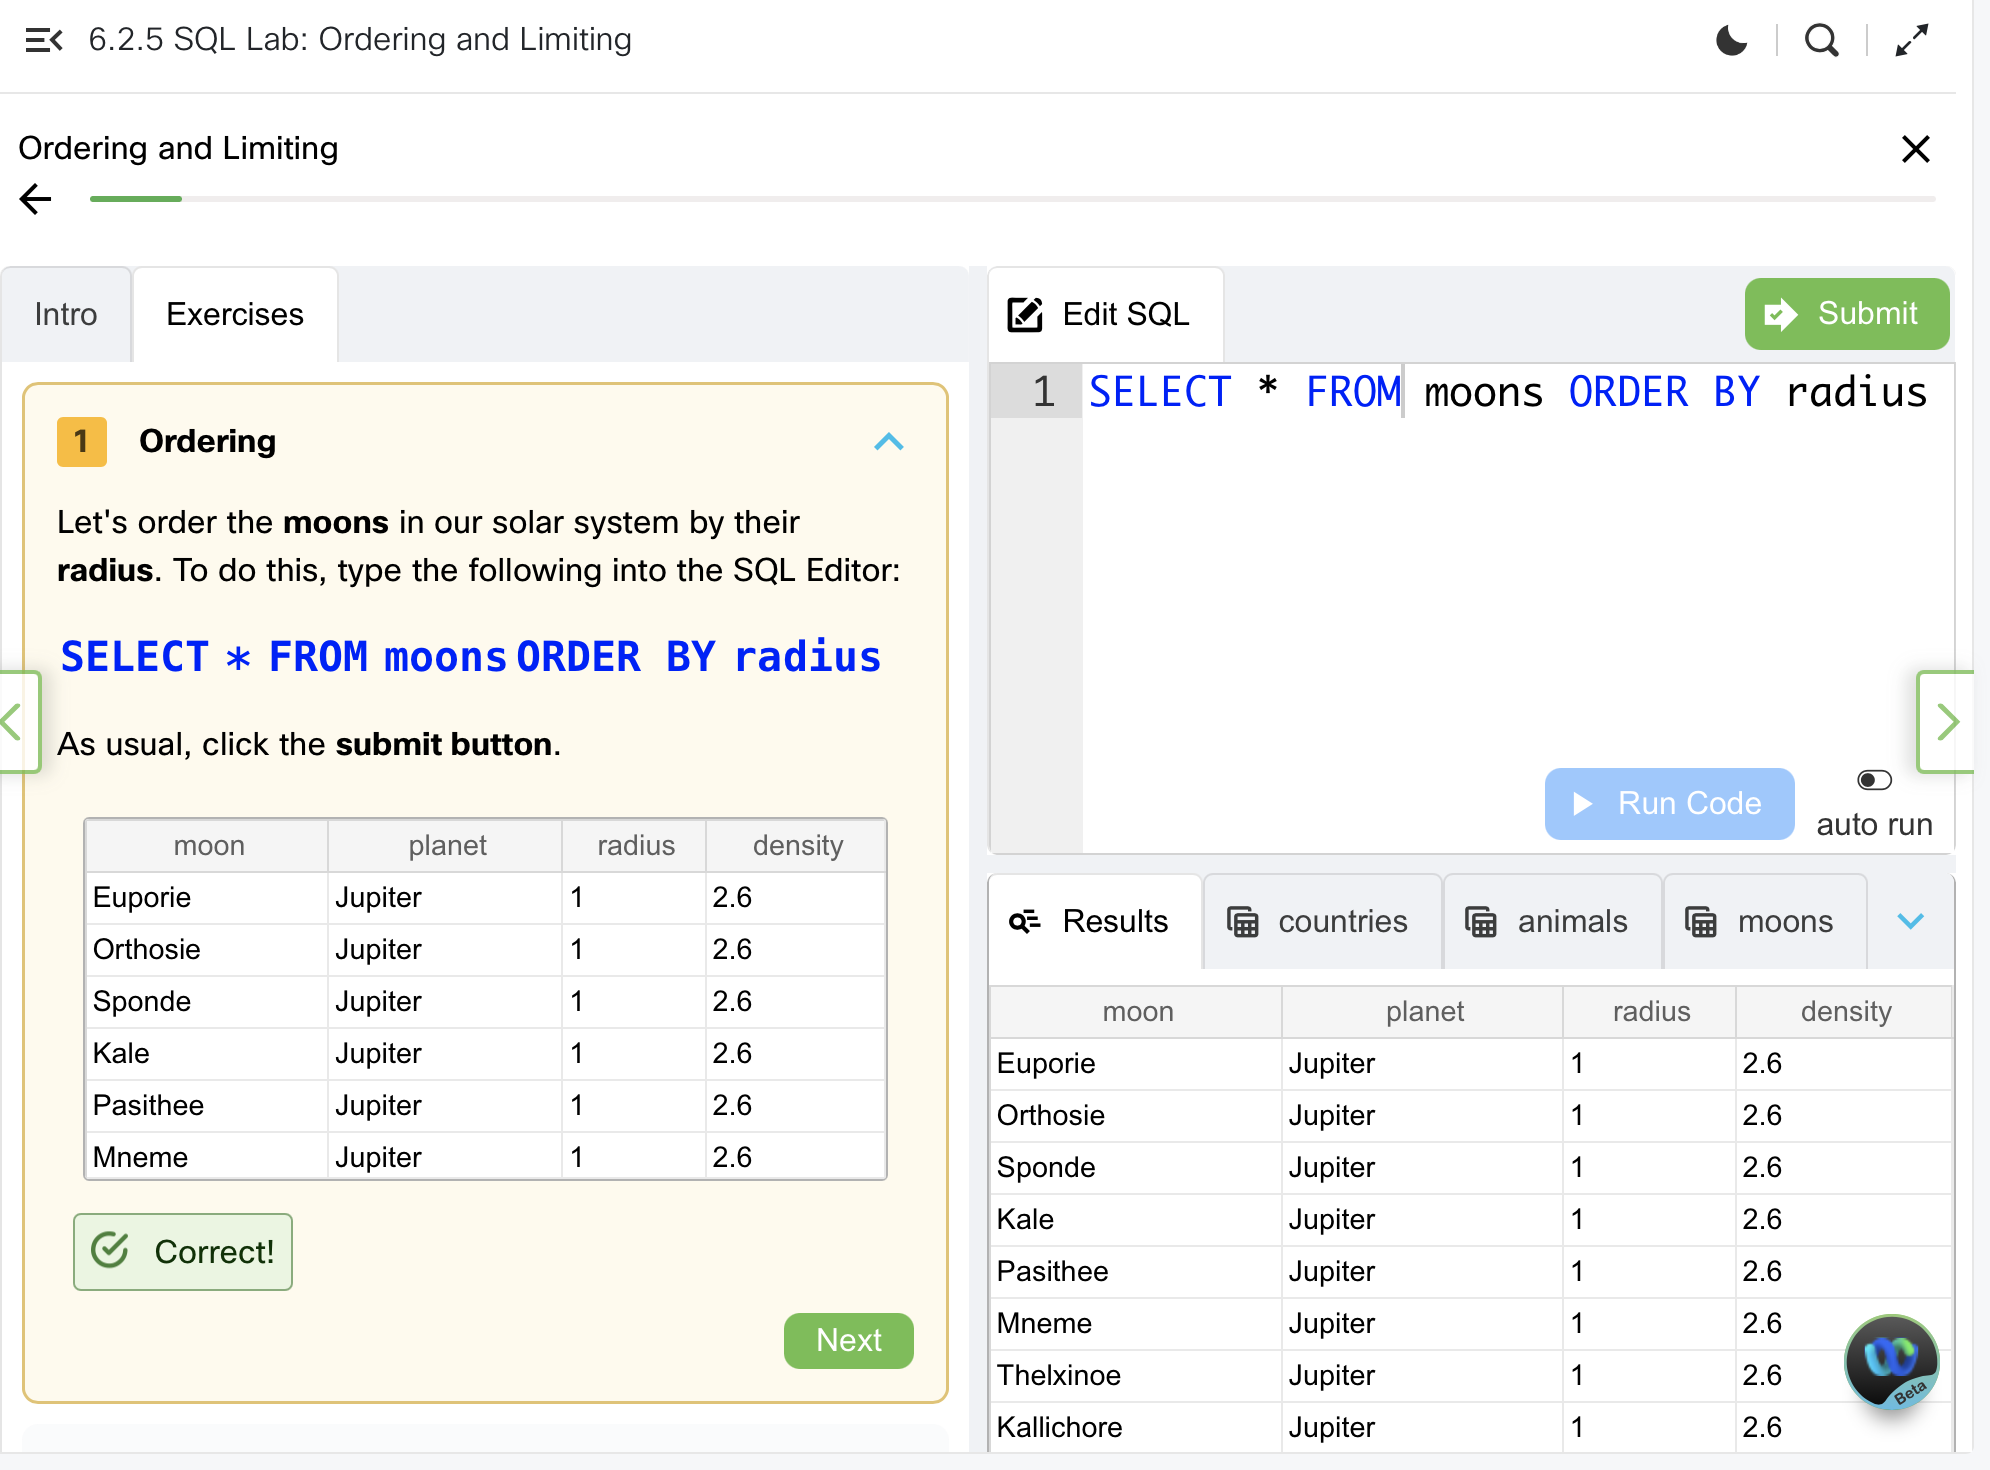 6.2.5 SQL Lab: Ordering and Limiting
Ordering and Limiting
Intro
Exercises
1 Ordering
Let's order the moons in our solar system by their
radius. To do this, type the following into the SQL Editor:
SELECT * FROM moons ORDER BY radius
As usual, click the submit button.
moon planet radius density
Euporie Jupiter 1 2.6
Orthosie Jupiter 1 2.6
Sponde Jupiter 1 2.6
Kale Jupiter 1 2.6
Pasithee Jupiter 1 2.6
Mneme Jupiter 1 2.6
Correct!
Next
Edit SQL
Submit
1 SELECT * FROM moons ORDER BY radius
Run Code
auto run
Results countries animals moons
moon planet radius density
Euporie Jupiter 1 2.6
Orthosie Jupiter 1 2.6
Sponde Jupiter 1 2.6
Kale Jupiter 1 2.6
Pasithee Jupiter 1 2.6
Mneme Jupiter 1 2.6
Thelxinoe Jupiter 1 2.6
Kallichore Jupiter 1 2.6
Beta